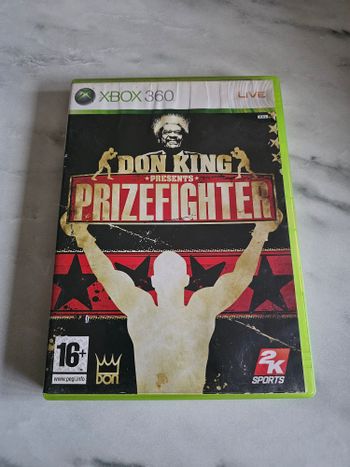 XBOX 360 LIVE
DON KING
PRESENTS
PRIZEFIGHTER
16+
www.pegi.info
DON
2K
SPORTS